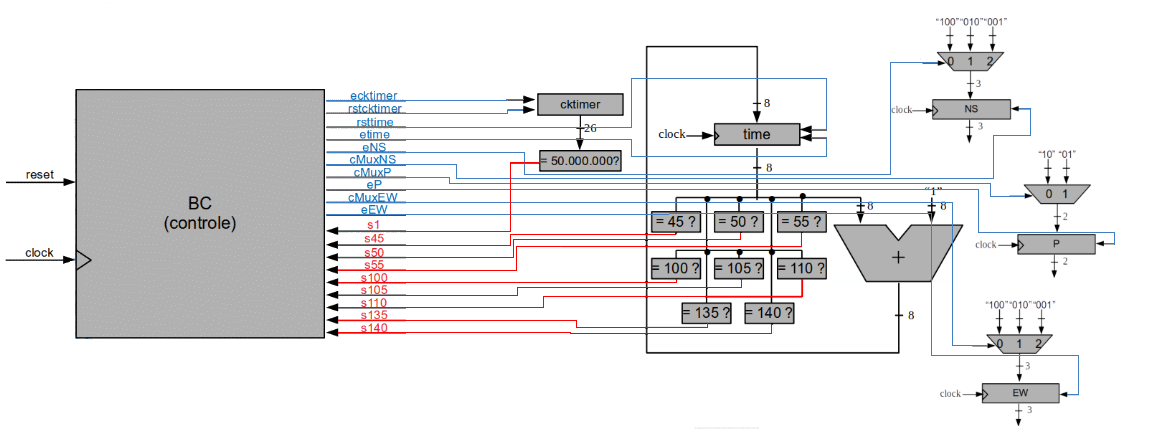 "100" "010" "001"
0 1 2
3
clock
NS
3
ecktimer
rstcktimer
rsttime
etime
eNS
cMuxNS
cMuxP
eP
cMuxEW
eEW
s1
s45
s50
s55
s100
s105
s110
s135
s140
reset
clock
BC
(controle)
cktimer
26
= 50.000.000?
8
clock
time
8
= 45 ?
= 50 ?
= 55 ?
= 100 ?
= 105 ?
= 110 ?
= 135 ?
= 140 ?
"1"
8
8
+
8
"10" "01"
0 1
2
clock
P
2
"100" "010" "001"
0 1 2
3
clock
EW
3